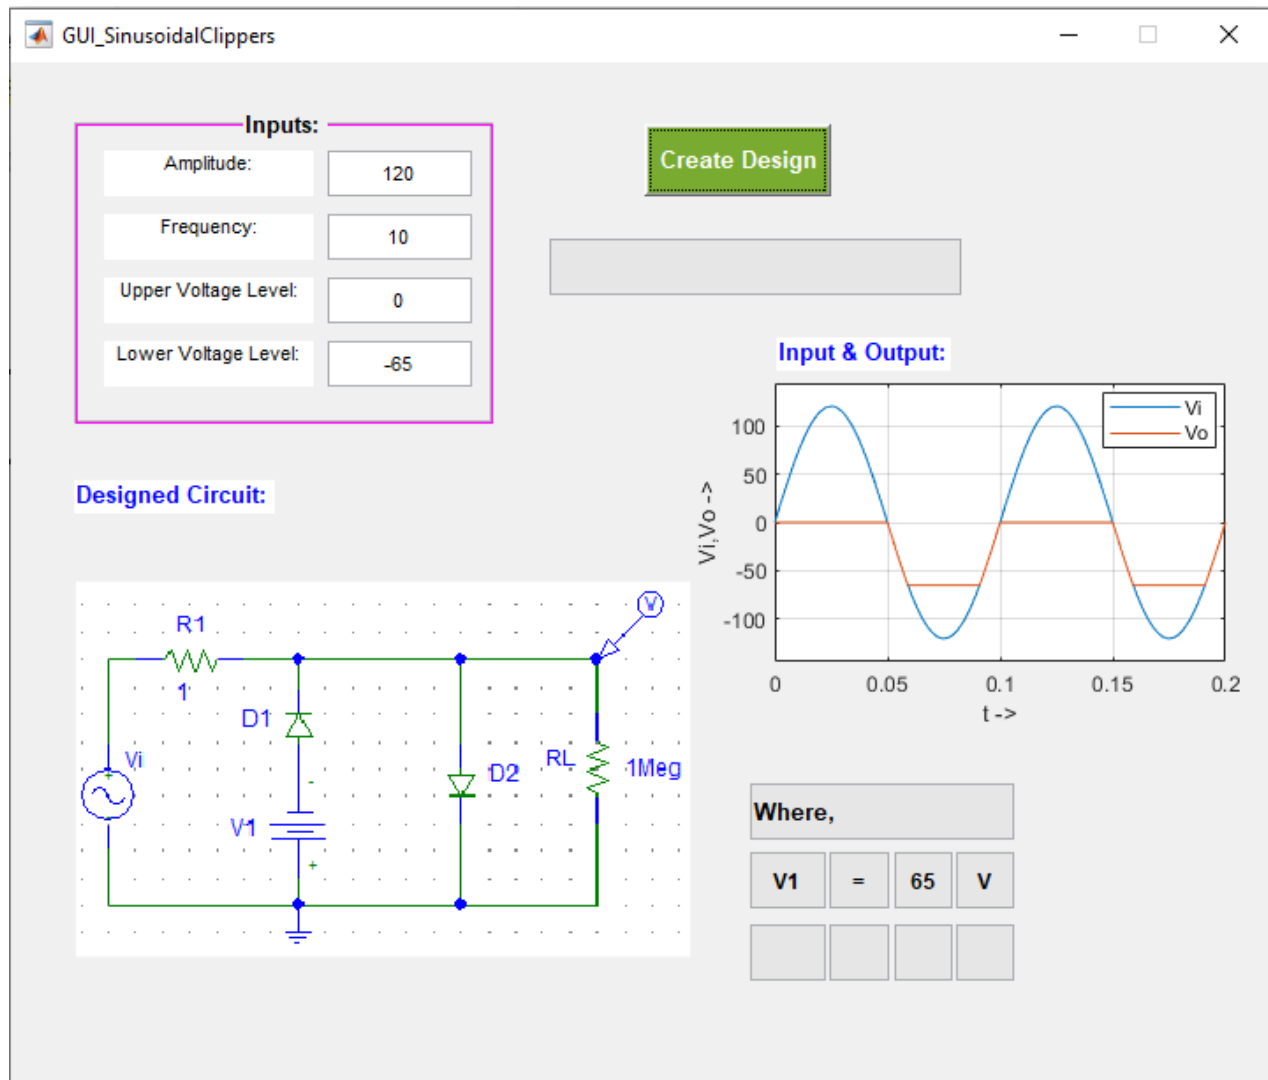 GUI_SinusoidalClippers
Inputs:
Amplitude:
120
Frequency:
10
Upper Voltage Level:
0
Lower Voltage Level:
-65
Create Design
Designed Circuit:
R1
1
D1
Vi
+
-
V1
+
D2
RL
1Meg
V
Input & Output:
Vi
Vo
Vi,Vo ->
100
50
0
-50
-100
0 0.05 0.1 0.15 0.2
t ->
Where,
V1 = 65 V